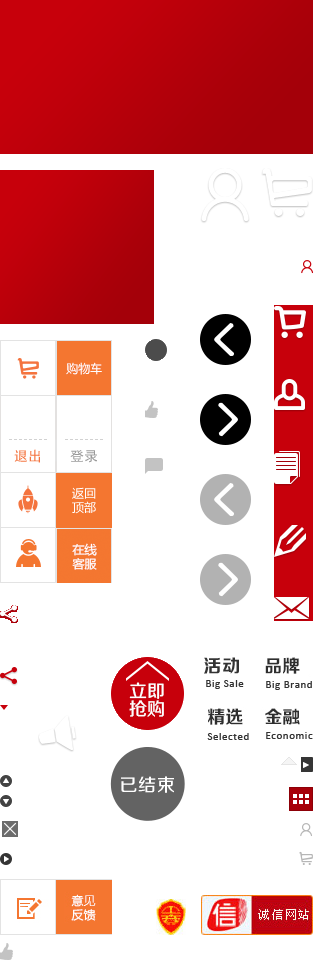 购物车
退出
登录
返回
顶部
在线
客服
立即
抢购
活动
Big Sale
品牌
Big Brand
精选
Selected
金融
Economic
已结束
意见
反馈
信
诚信网站